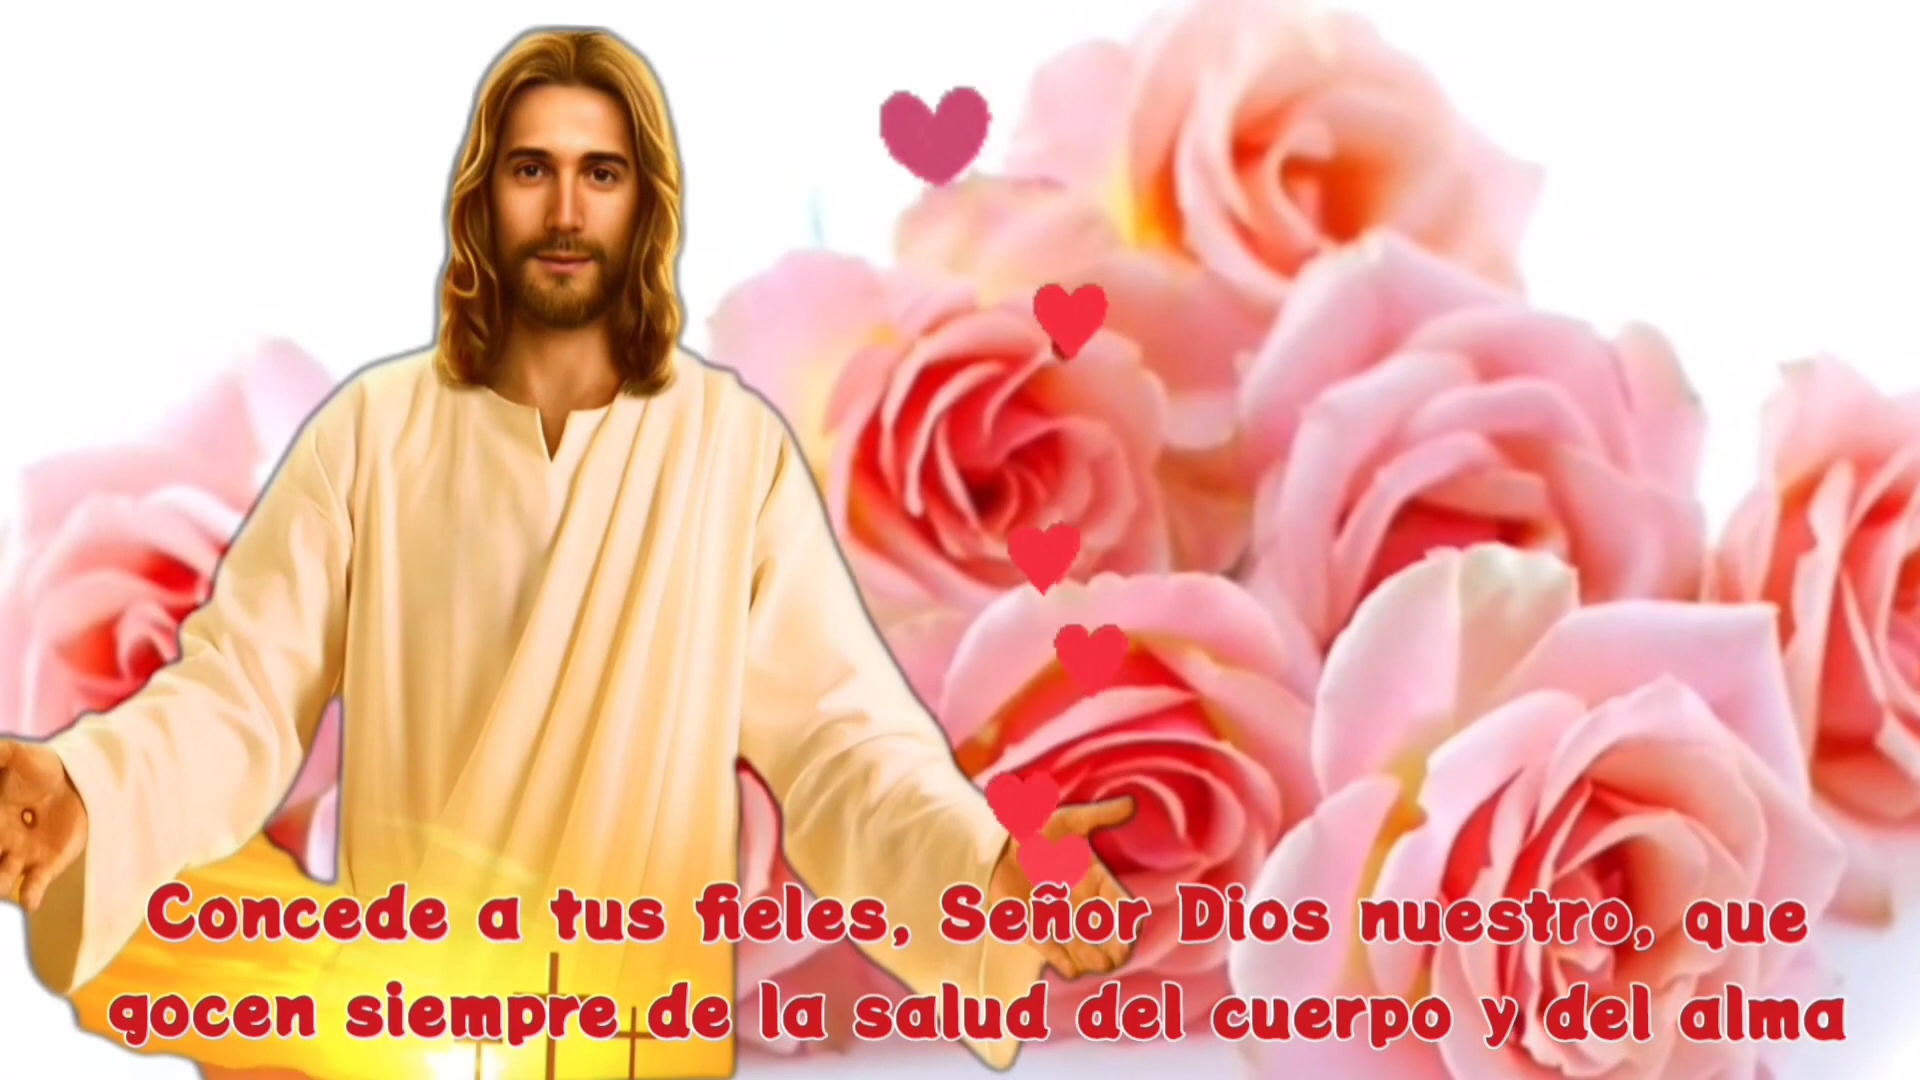 Concede a tus fieles, Señor Dios nuestro, que
gocen siempre de la salud del cuerpo y del alma